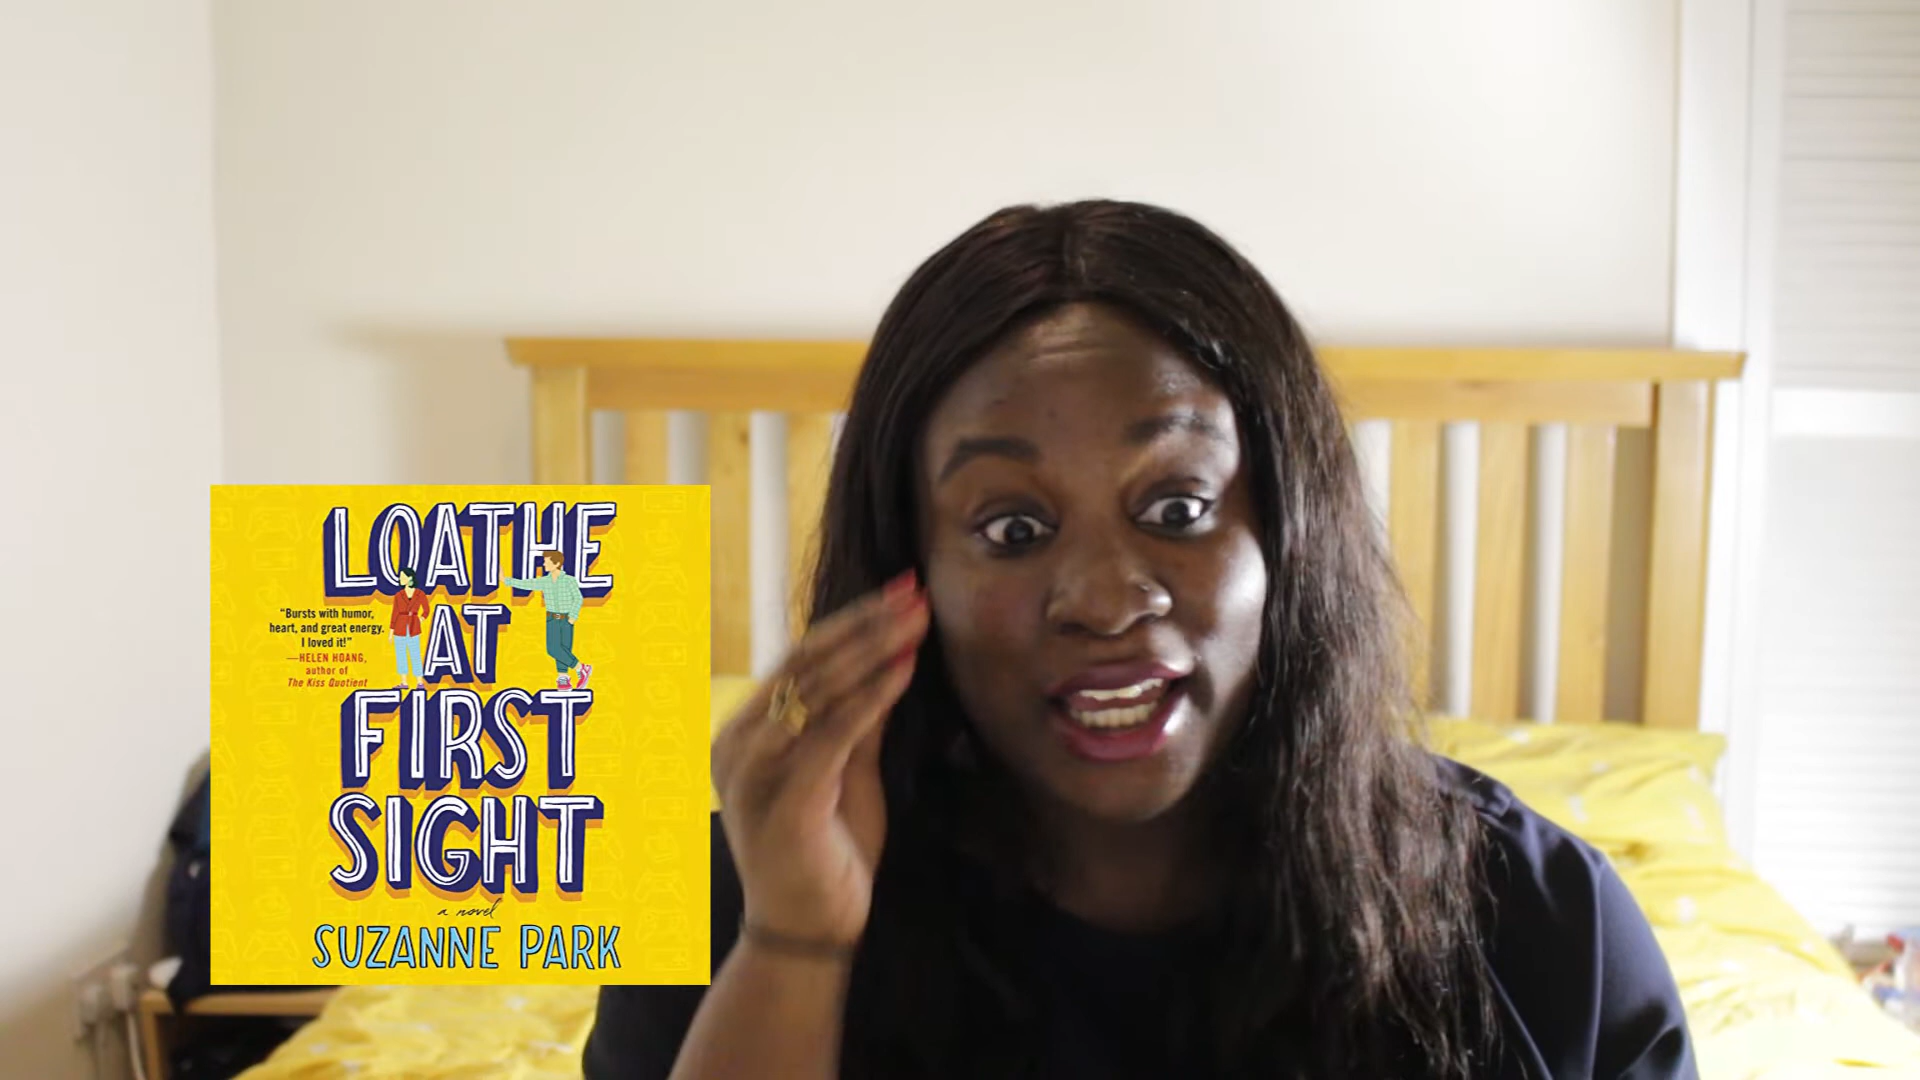 LOATHE
AT
FIRST
SIGHT
"Bursts with humor,
heart, and great energy.
I loved it!"
—HELEN HOANG,
author of
The Kiss Quotient
a novel
SUZANNE PARK